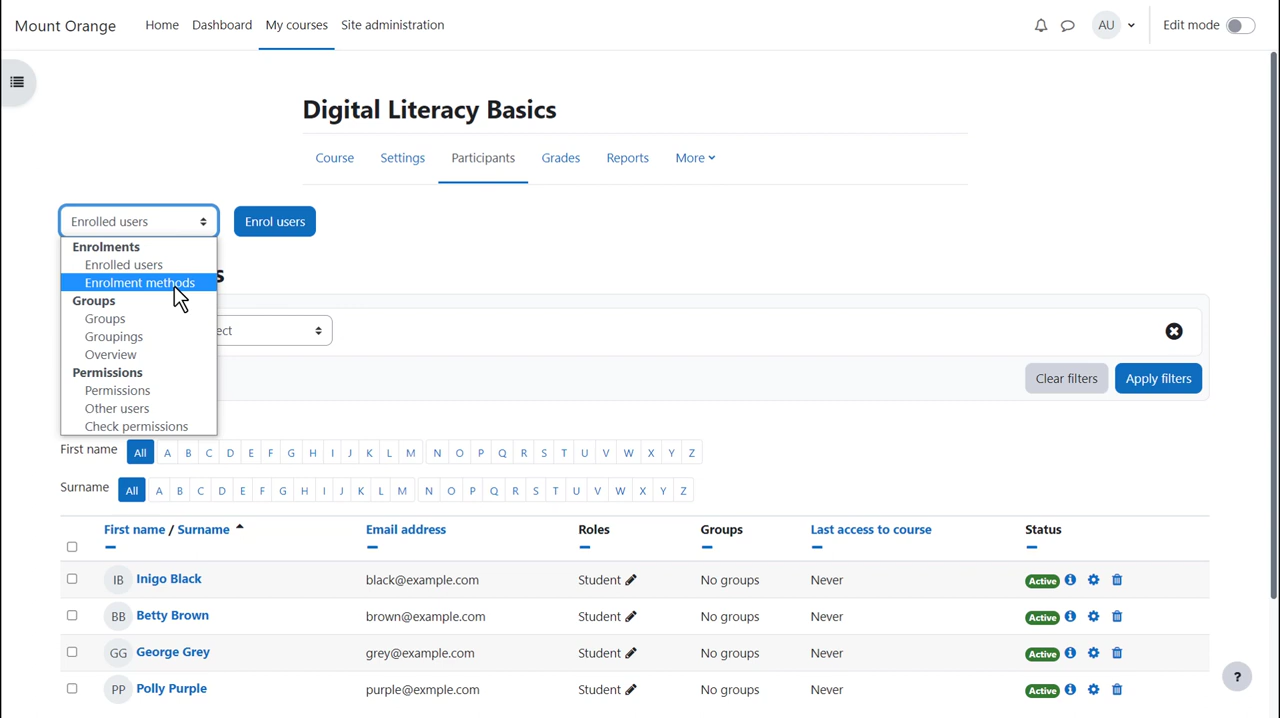 Mount Orange Home Dashboard My courses Site administration AU Edit mode
Digital Literacy Basics
Course Settings Participants Grades Reports More
Enrolled users Enrol users
Enrolments
Enrolled users
Enrolment methods
Groups
Groups
Groupings
Overview
Permissions
Permissions
Other users
Check permissions
Clear filters Apply filters
First name All A B C D E F G H I J K L M N O P Q R S T U V W X Y Z
Surname All A B C D E F G H I J K L M N O P Q R S T U V W X Y Z
First name / Surname Email address Roles Groups Last access to course Status
IB Inigo Black black@example.com Student No groups Never Active
BB Betty Brown brown@example.com Student No groups Never Active
GG George Grey grey@example.com Student No groups Never Active
PP Polly Purple purple@exmple.com Student No groups Never Active
?